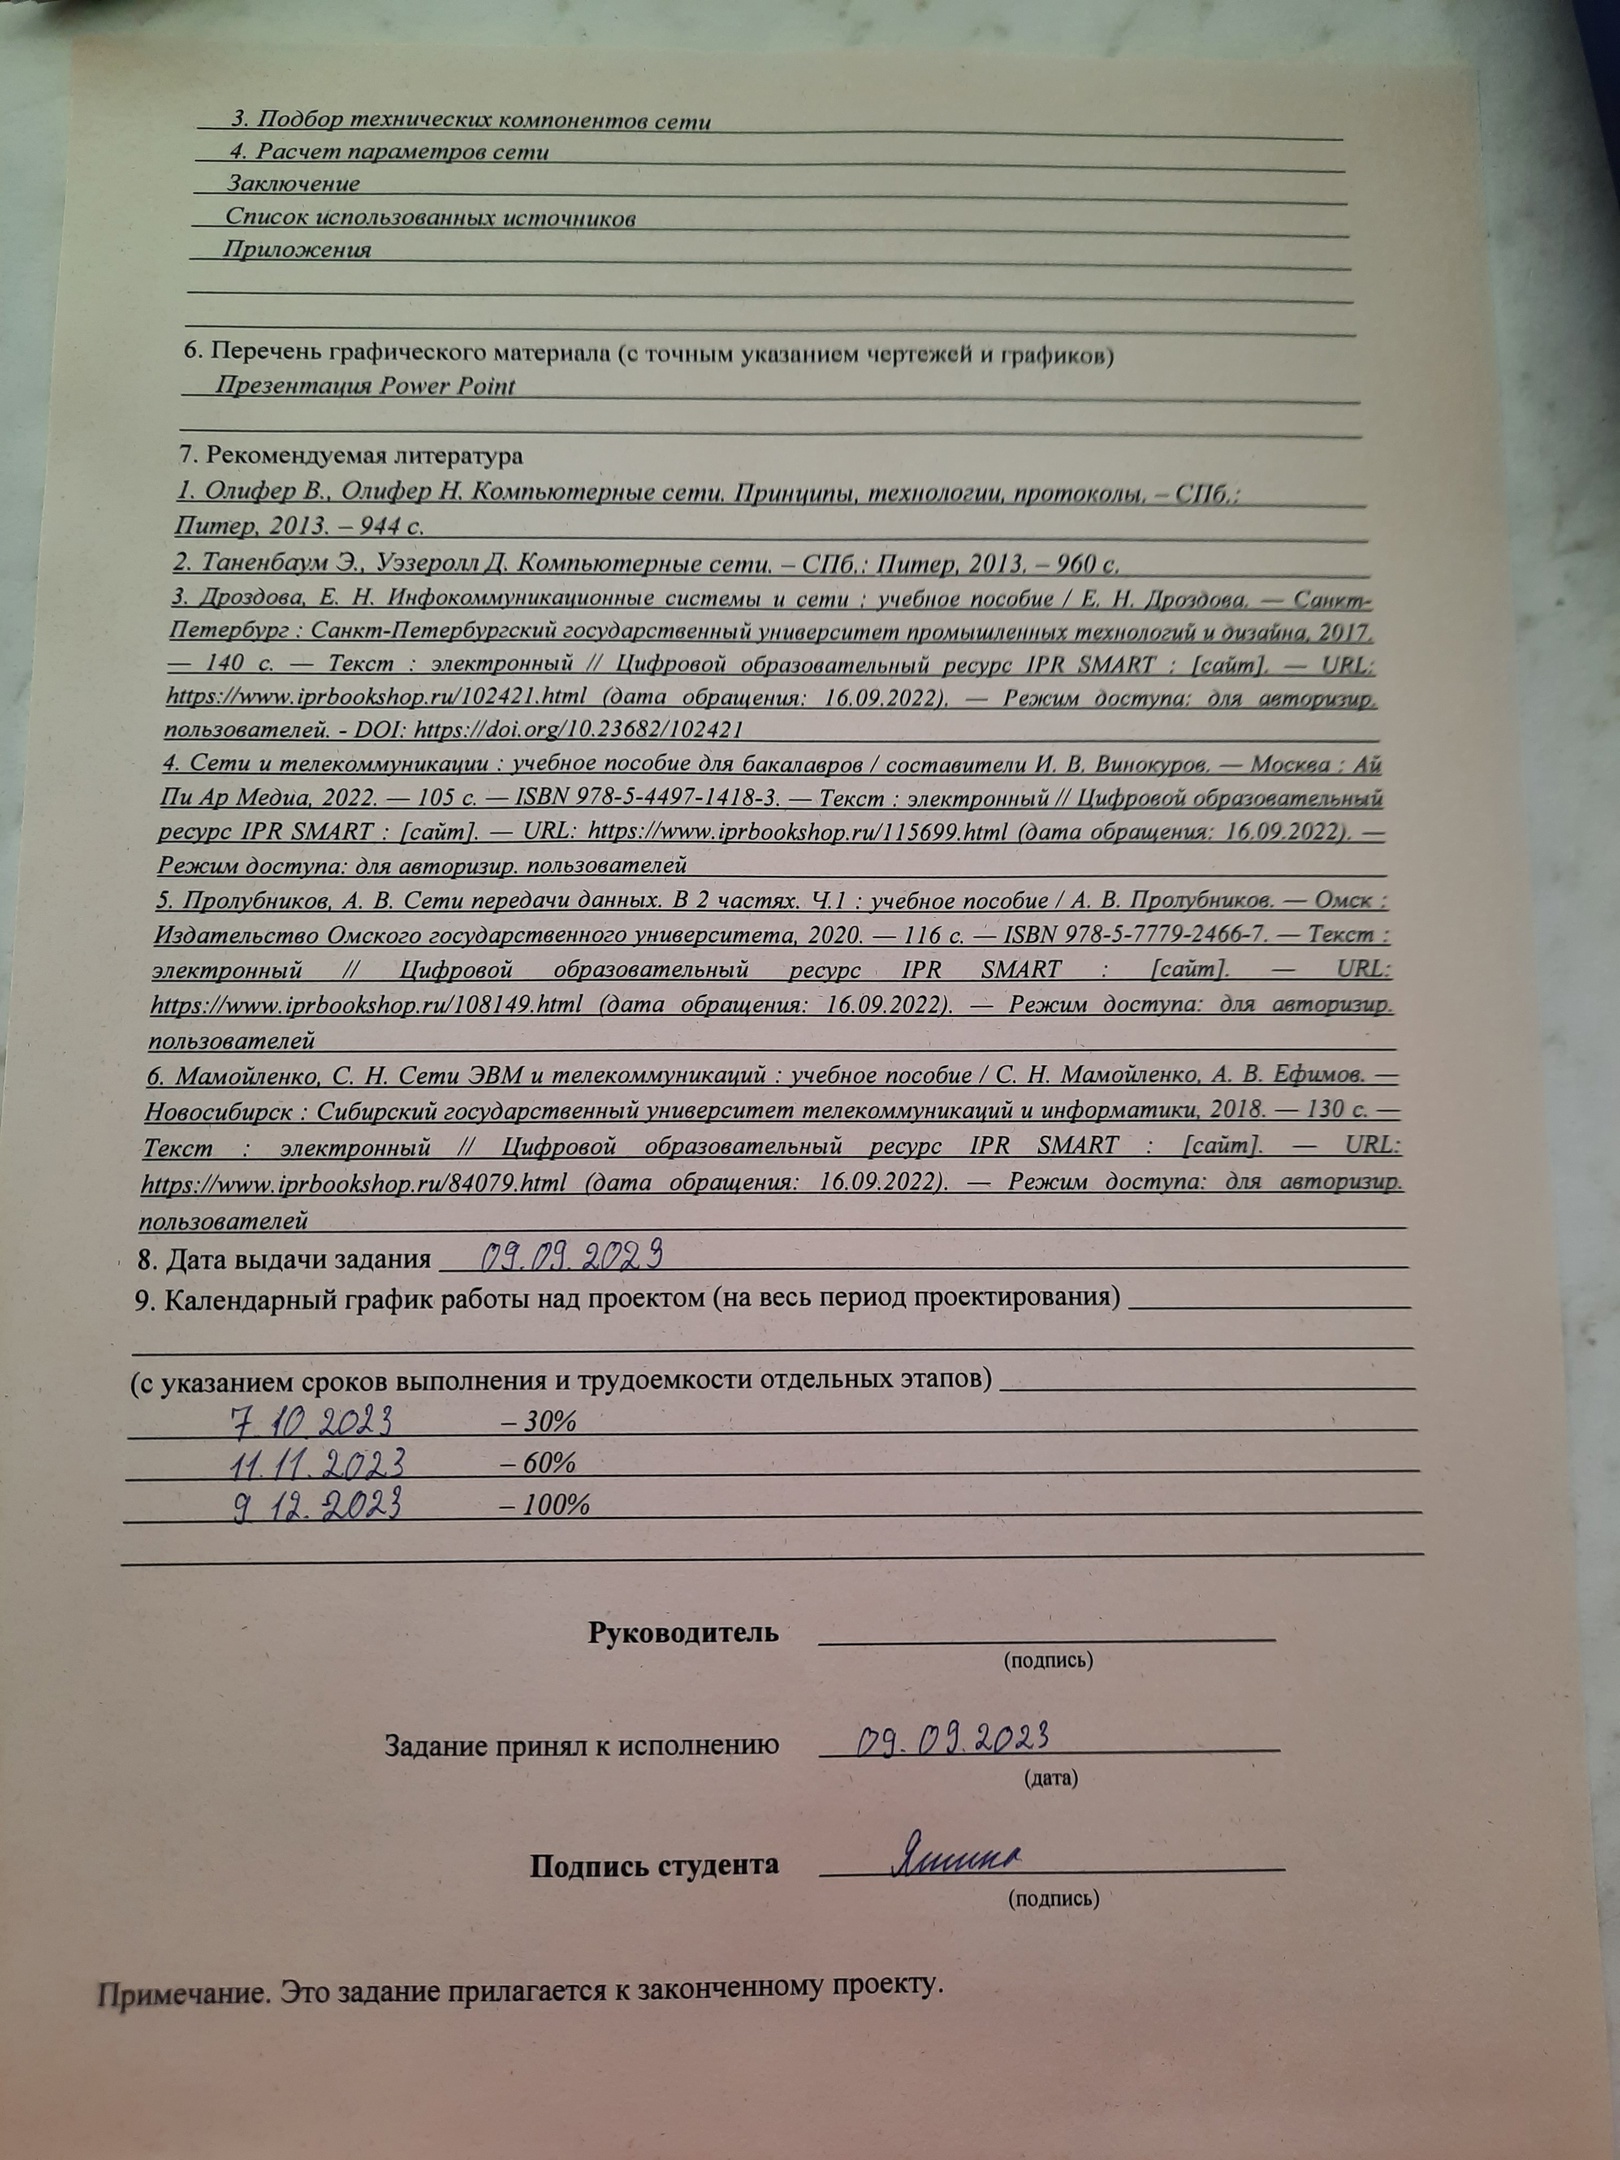 3. Подбор технических компонентов сети
4. Расчет параметров сети
Заключение
Список использованных источников
Приложения
6. Перечень графического материала (с точным указанием чертежей и графиков)
Презентация Power Point
7. Рекомендуемая литература
1. Олифер В., Олифер Н. Компьютерные сети. Принципы, технологии, протоколы. – СПб.:
Питер, 2013. – 944 с.
2. Таненбаум Э., Уэзеролл Д. Компьютерные сети. – СПб.: Питер, 2013. – 960 с.
3. Дроздова, Е. Н. Инфокоммуникационные системы и сети : учебное пособие / Е. Н. Дроздова. — Санкт-
Петербург : Санкт-Петербургский государственный университет промышленных технологий и дизайна, 2017.
— 140 с. — Текст : электронный // Цифровой образовательный ресурс IPR SMART : [сайт]. — URL:
https://www.iprbookshop.ru/102421.html (дата обращения: 16.09.2022). — Режим доступа: для авторизир.
пользователей. - DOI: https://doi.org/10.23682/102421
4. Сети и телекоммуникации : учебное пособие для бакалавров / составители И. В. Винокуров. — Москва : Ай
Пи Ар Медиа, 2022. — 105 с. — ISBN 978-5-4497-1418-3. — Текст : электронный // Цифровой образовательный
ресурс IPR SMART : [сайт]. — URL: https://www.iprbookshop.ru/115699.html (дата обращения: 16.09.2022). —
Режим доступа: для авторизир. пользователей
5. Пролубников, А. В. Сети передачи данных. В 2 частях. Ч.1 : учебное пособие / А. В. Пролубников. — Омск :
Издательство Омского государственного университета, 2020. — 116 с. — ISBN 978-5-7779-2466-7. — Текст :
электронный // Цифровой образовательный ресурс IPR SMART : [сайт]. — URL:
https://www.iprbookshop.ru/108149.html (дата обращения: 16.09.2022). — Режим доступа: для авторизир.
пользователей
6. Мамойленко, С. Н. Сети ЭВМ и телекоммуникаций : учебное пособие / С. Н. Мамойленко, А. В. Ефимов. —
Новосибирск : Сибирский государственный университет телекоммуникаций и информатики, 2018. — 130 с. —
Текст : электронный // Цифровой образовательный ресурс IPR SMART : [сайт]. — URL:
https://www.iprbookshop.ru/84079.html (дата обращения: 16.09.2022). — Режим доступа: для авторизир.
пользователей
8. Дата выдачи задания 09.09.2023
9. Календарный график работы над проектом (на весь период проектирования)
(с указанием сроков выполнения и трудоемкости отдельных этапов)
7.10.2023 – 30%
11.11.2023 – 60%
9 12.2023 – 100%
Руководитель
(подпись)
Задание принял к исполнению 09.09.2023
(дата)
Подпись студента Яшина
(подпись)
Примечание. Это задание прилагается к законченному проекту.